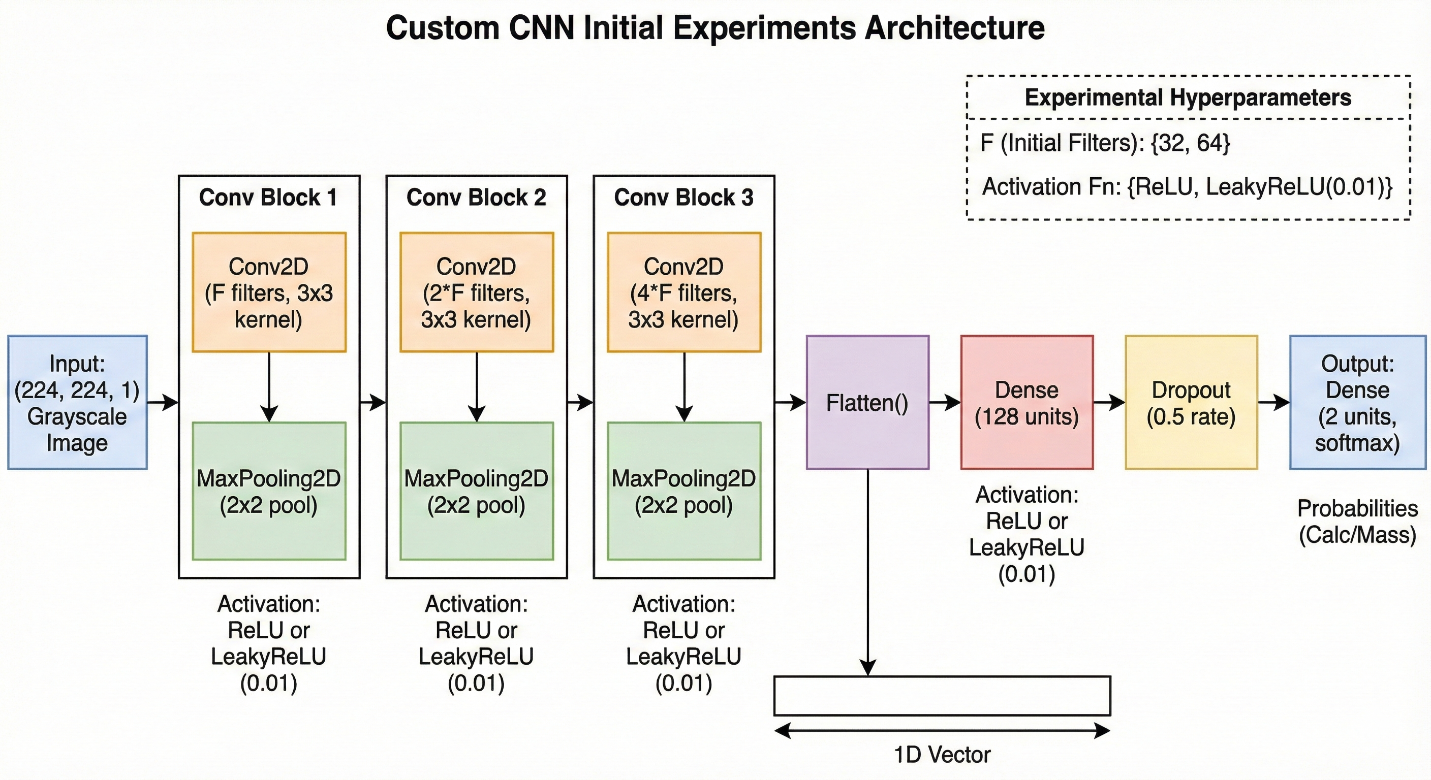 Custom CNN Initial Experiments Architecture
Experimental Hyperparameters
F (Initial Filters): {32, 64}
Activation Fn: {ReLU, LeakyReLU(0.01)}
Input:
(224, 224, 1)
Grayscale
Image
Conv Block 1
Conv2D
(F filters, 3x3
kernel)
MaxPooling2D
(2x2 pool)
Activation:
ReLU or
LeakyReLU
(0.01)
Conv Block 2
Conv2D
(2*F filters,
3x3 kernel)
MaxPooling2D
(2x2 pool)
Activation:
ReLU or
LeakyReLU
(0.01)
Conv Block 3
Conv2D
(4*F filters,
3x3 kernel)
MaxPooling2D
(2x2 pool)
Activation:
ReLU or
LeakyReLU
(0.01)
Flatten()
1D Vector
Dense
(128 units)
Activation:
ReLU or
LeakyReLU
(0.01)
Dropout
(0.5 rate)
Output:
Dense
(2 units,
softmax)
Probabilities
(Calc/Mass)